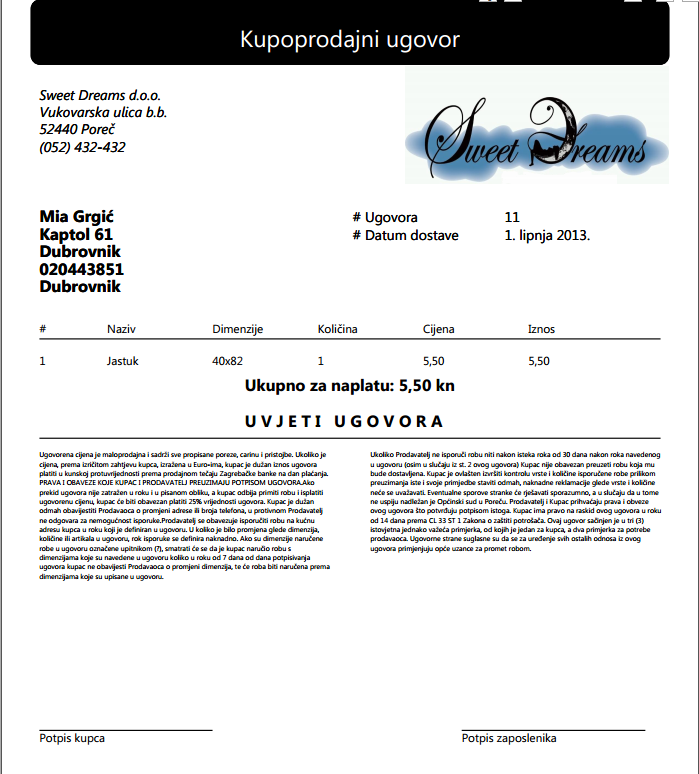 Kupoprodajni ugovor
Sweet Dreams d.o.o.
Vukovarska ulica b.b.
52440 Poreč
(052) 432-432
Sweet Dreams
Mia Grgić
Kaptol 61
Dubrovnik
020443851
Dubrovnik
# Ugovora 11
# Datum dostave 1. lipnja 2013.
# Naziv Dimenzije Količina Cijena Iznos
1 Jastuk 40x82 1 5,50 5,50
Ukupno za naplatu: 5,50 kn
UVJETI UGOVORA
Ugovorena cijena je maloprodajna i sadrži sve propisane poreze, carinu i pristojbe. Ukoliko je
cijena, prema izričitom zahtjevu kupca, izražena u Euro-ima, kupac je dužan iznos ugovora
platiti u kunskoj protuvrijednosti prema prodajnom tečaju Zagrebačke banke na dan plaćanja.
PRAVA I OBAVEZE KOJE KUPAC I PRODAVATELJ PREUZIMAJU POTPISOM UGOVORA.Ako
prekid ugovora nije zatražen u roku i u pisanom obliku, a kupac odbija primiti robu i isplatiti
ugovorenu cijenu, kupac će biti obavezan platiti 25% vrijednosti ugovora. Kupac je dužan
odmah obavijestiti Prodavaoca o promjeni adrese ili broja telefona, u protivnom Prodavatelj
ne odgovara za nemogućnost isporuke.Prodavatelj se obavezuje isporučiti robu na kućnu
adresu kupca u roku koji je definiran u ugovoru. U koliko je bilo promjena glede dimenzija,
količine ili artikala u ugovoru, rok isporuke se definira naknadno. Ako su dimenzije naručene
robe u ugovoru označene upitnikom (?), smatrati će se da je kupac naručio robu s
dimenzijama koje su navedene u ugovoru koliko u roku od 7 dana od dana potpisivanja
ugovora kupac ne obavijesti Prodavaoca o promjeni dimenzija, te će roba biti naručena prema
dimenzijama koje su upisane u ugovoru.
Ukoliko Prodavatelj ne isporuči robu niti nakon isteka roka od 30 dana nakon roka navedenog
u ugovoru (osim u slučaju iz st. 2 ovog ugovora) Kupac nije obavezan preuzeti robu koja mu
bude dostavljena. Kupac je ovlašten izvršiti kontrolu vrste i količine isporučene robe prilikom
preuzimanja iste i svoje primjedbe staviti odmah, naknadne reklamacije glede vrste i količine
neće se uvažavati. Eventualne sporove stranke će rješavati sporazumno, a u slučaju da u tome
ne uspiju nadležan je Općinski sud u Poreču. Prodavatelj i Kupac prihvaćaju prava i obveze
ovog ugovora što potvrđuju potpisom istoga. Kupac ima pravo na raskid ovog ugovora u roku
od 14 dana prema CL 33 ST 1 Zakona o zaštiti potrošača. Ovaj ugovor sačinjen je u tri (3)
istovjetna jednako važeća primjerka, od kojih je jedan za kupca, a dva primjerka za potrebe
prodavaoca. Ugovorne strane suglasne su da se za uređenje svih ostalih odnosa iz ovog
ugovora primjenjuju opće uzance za promet robom.
Potpis kupca
Potpis zaposlenika